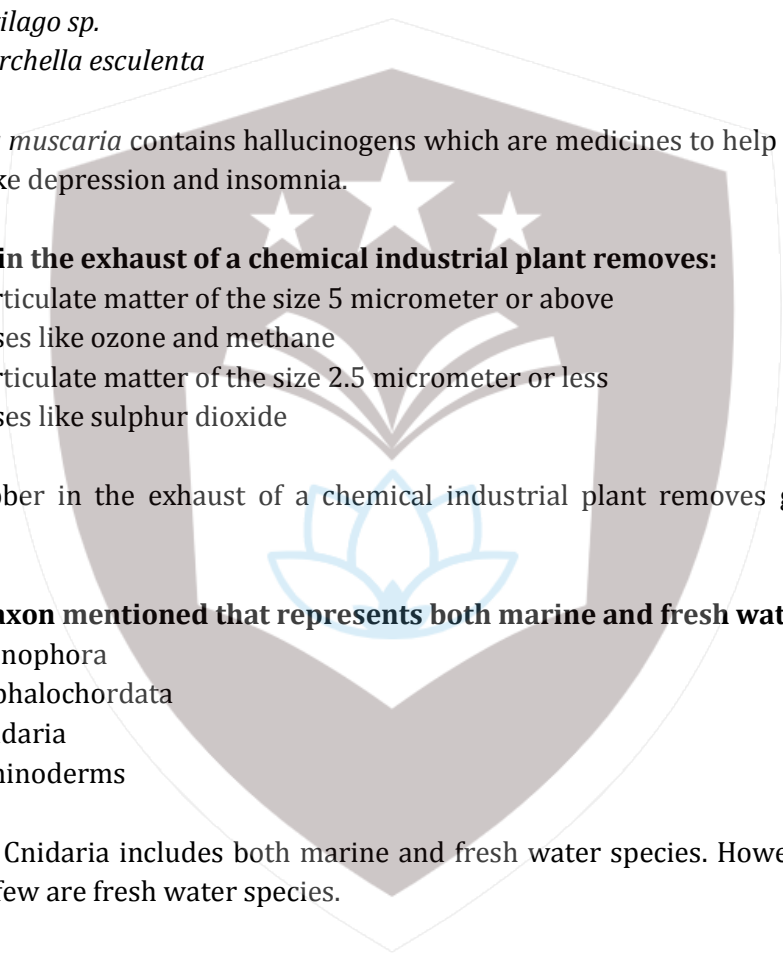 ilago sp.
rchella esculenta
muscaria contains hallucinogens which are medicines to help
ke depression and insomnia.
in the exhaust of a chemical industrial plant removes:
rticulate matter of the size 5 micrometer or above
ses like ozone and methane
rticulate matter of the size 2.5 micrometer or less
ses like sulphur dioxide
ber in the exhaust of a chemical industrial plant removes g
axon mentioned that represents both marine and fresh wat
nophora
phalochordata
daria
inoderms
Cnidaria includes both marine and fresh water species. Howe
few are fresh water species.